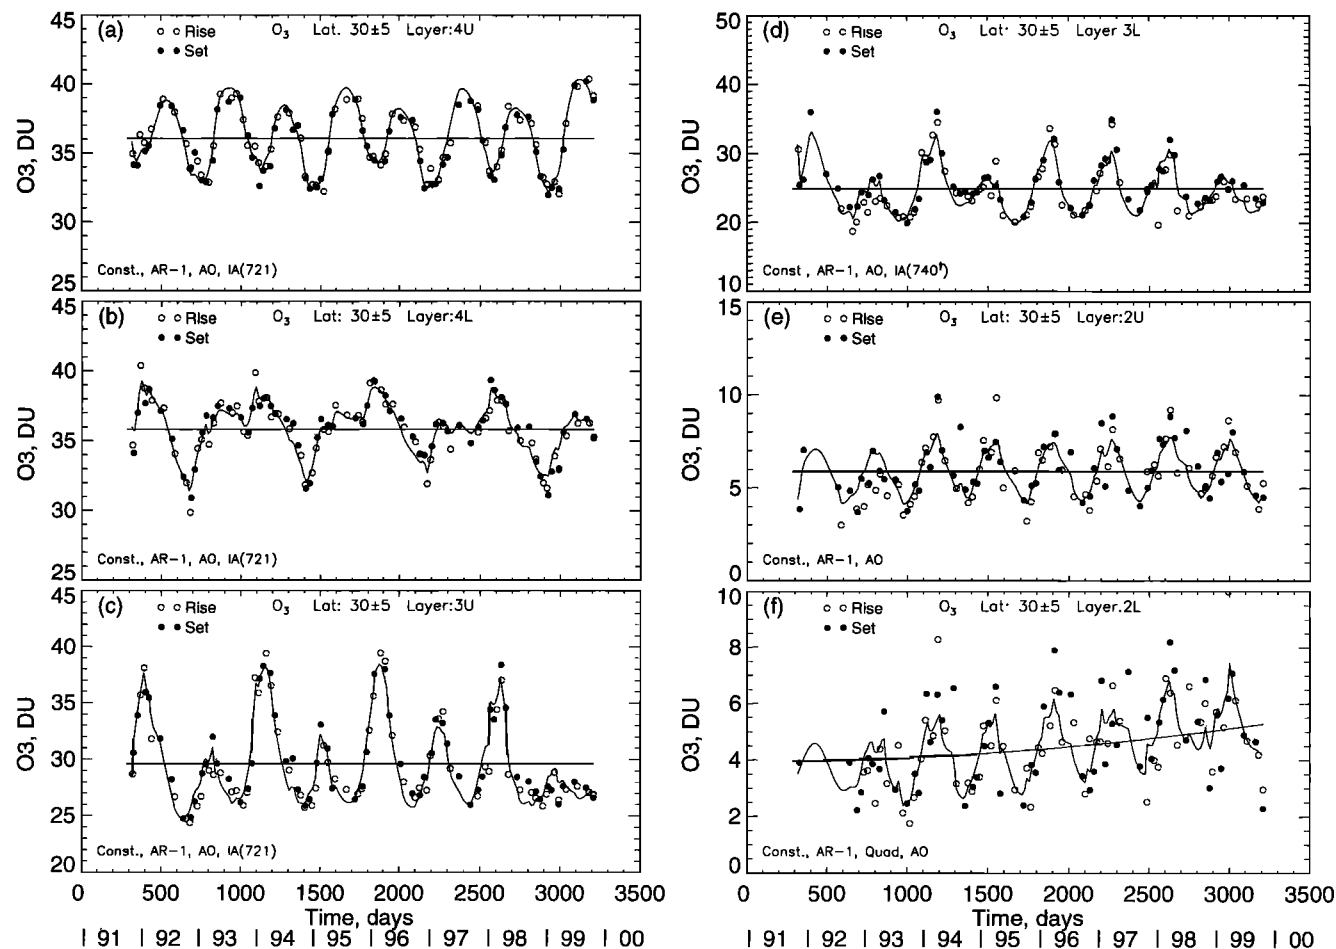 (a)
Rise
Set
O3 Lat. 30±5 Layer:4U
O3, DU
45
40
35
30
25
Const., AR-1, AO, IA(721)
(b)
Rise
Set
O3 Lat: 30±5 Layer:4L
O3, DU
45
40
35
30
25
Const., AR-1, AO, IA(721)
(c)
Rise
Set
O3 Lat: 30±5 Layer:3U
O3, DU
45
40
35
30
25
20
Const., AR-1, AO, IA(721)
0 500 1000 1500 2000 2500 3000 3500
Time, days
| 91 | 92 | 93 | 94 | 95 | 96 | 97 | 98 | 99 | 00
(d)
Rise
Set
O3 Lat· 30±5 Layer 3L
O3, DU
50
40
30
20
10
Const , AR-1, AO, IA(740†)
(e)
Rise
Set
O3 Lat: 30±5 Layer:2U
O3, DU
15
10
5
0
Const., AR-1, AO
(f)
Rise
Set
O3 Lat: 30±5 Layer.2L
O3, DU
10
8
6
4
2
0
Const., AR-1, Quad, AO
0 500 1000 1500 2000 2500 3000 3500
Time, days
| 91 | 92 | 93 | 94 | 95 | 96 | 97 | 98 | 99 | 00